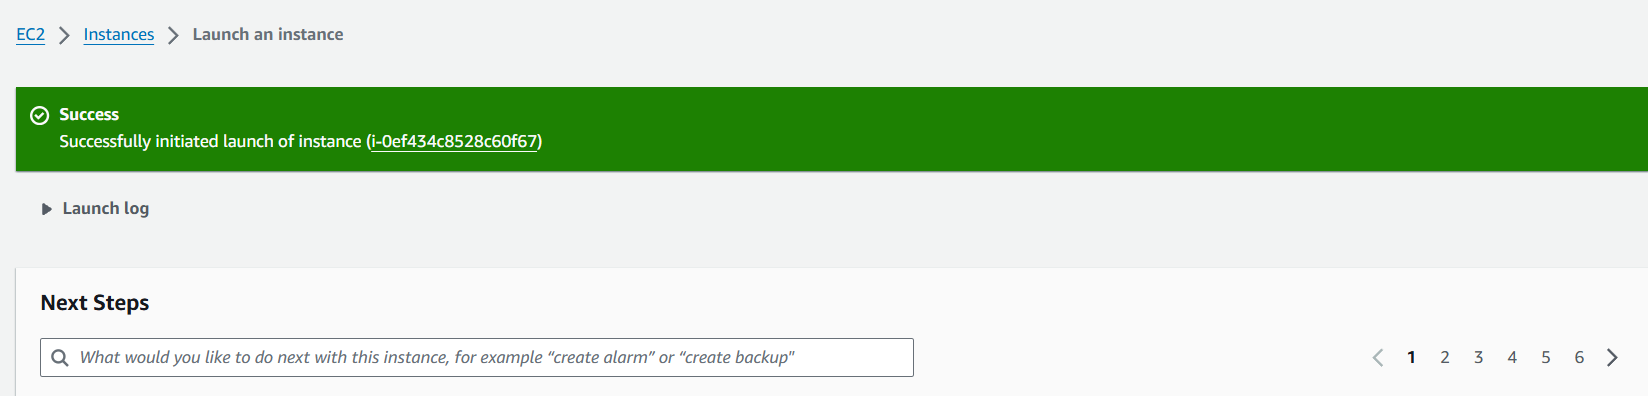 EC2 > Instances > Launch an instance
Success
Successfully initiated launch of instance (i-0ef434c8528c60f67)
Launch log
Next Steps
What would you like to do next with this instance, for example “create alarm” or “create backup"
1 2 3 4 5 6